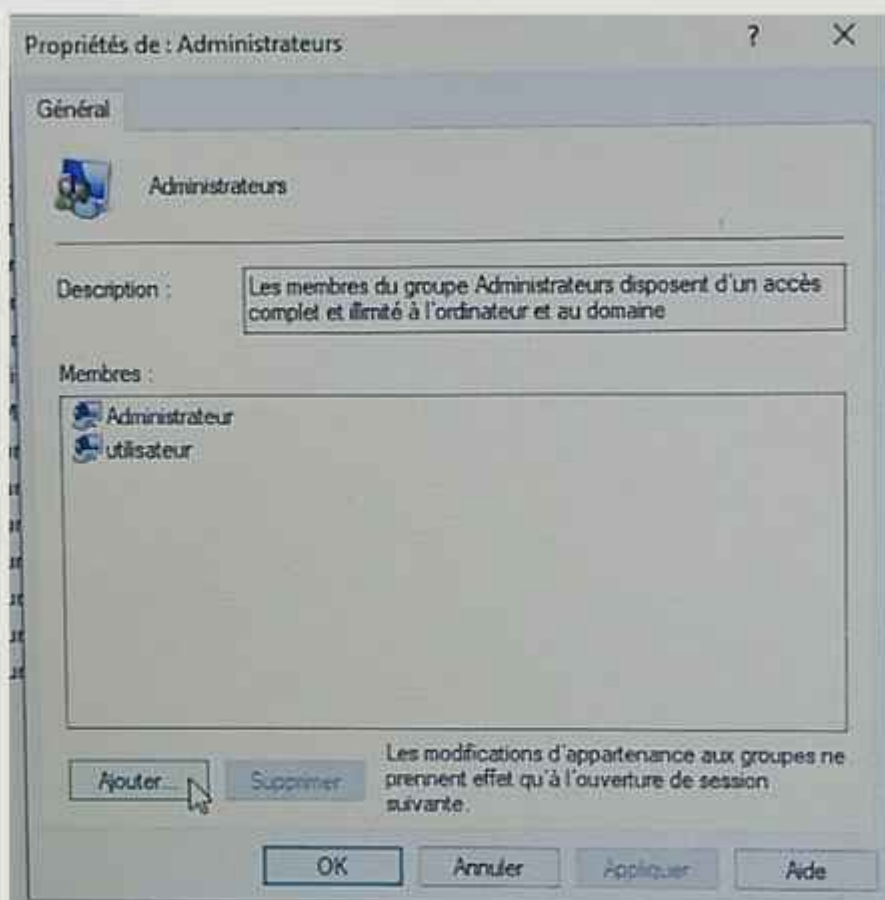 Propriétés de : Administrateurs
?
Général
Administrateurs
Description :
Les membres du groupe Administrateurs disposent d'un accès
complet et illimité à l'ordinateur et au domaine
Membres :
Administrateur
utilisateur
Ajouter...
Supprimer
Les modifications d'appartenance aux groupes ne
prennent effet qu'à l'ouverture de session
suivante.
OK
Annuler
Appliquer
Aide